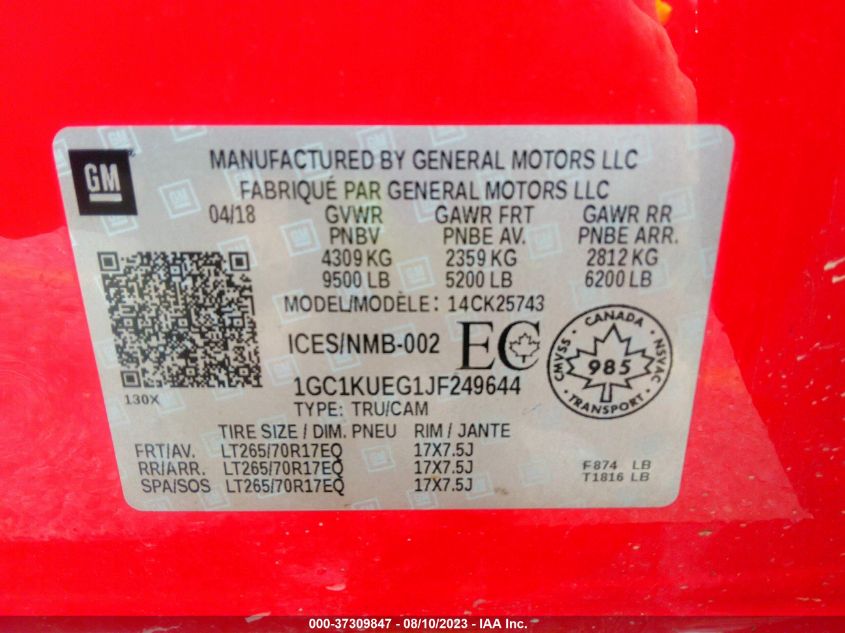 GM
MANUFACTURED BY GENERAL MOTORS LLC
FABRIQUÉ PAR GENERAL MOTORS LLC
04/18 GVWR GAWR FRT GAWR RR
PNBV PNBE AV. PNBE ARR.
4309 KG 2359 KG 2812 KG
9500 LB 5200 LB 6200 LB
MODEL/MODÈLE: 14CK25743
ICES/NMB-002 EC
CANADA
CMVSS 985 NSVAC
TRANSPORT
130X
1GC1KUEG1JF249644
TYPE: TRU/CAM
TIRE SIZE / DIM. PNEU RIM / JANTE
FRT/AV. LT265/70R17EQ 17X7.5J
RR/ARR. LT265/70R17EQ 17X7.5J F874 LB
SPA/SOS LT265/70R17EQ 17X7.5J T1816 LB
000-37309847 - 08/10/2023 - IAA Inc.